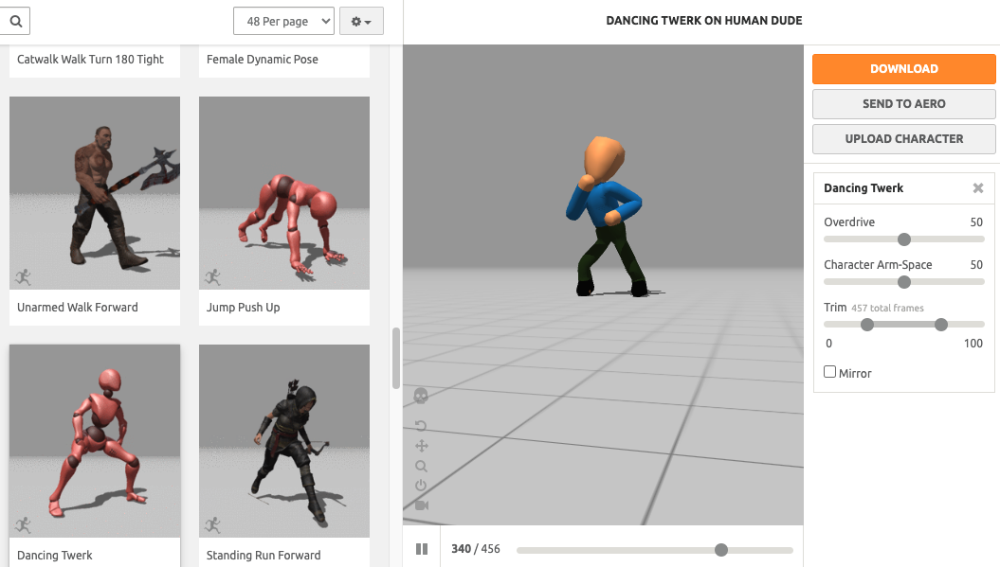 48 Per page
DANCING TWERK ON HUMAN DUDE
Catwalk Walk Turn 180 Tight
Female Dynamic Pose
Unarmed Walk Forward
Jump Push Up
Dancing Twerk
Standing Run Forward
340 / 456
DOWNLOAD
SEND TO AERO
UPLOAD CHARACTER
Dancing Twerk
Overdrive 50
Character Arm-Space 50
Trim 457 total frames
0 100
Mirror